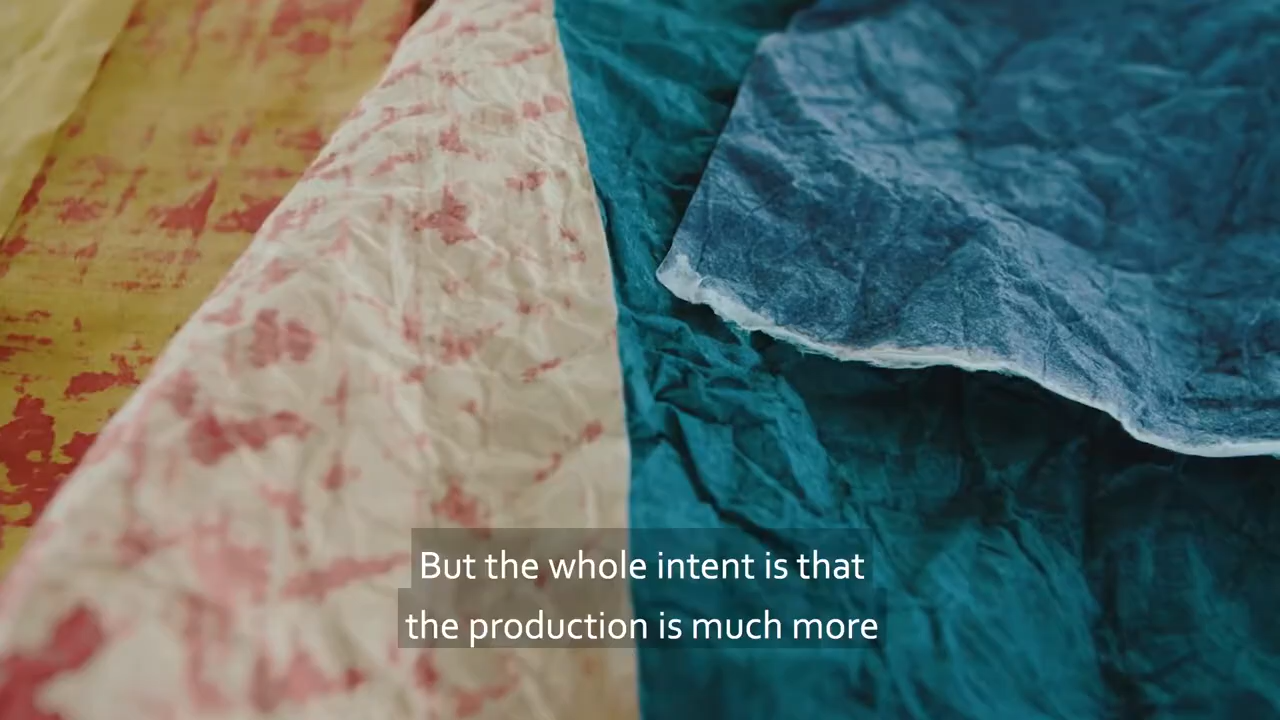 But the whole intent is that
the production is much more